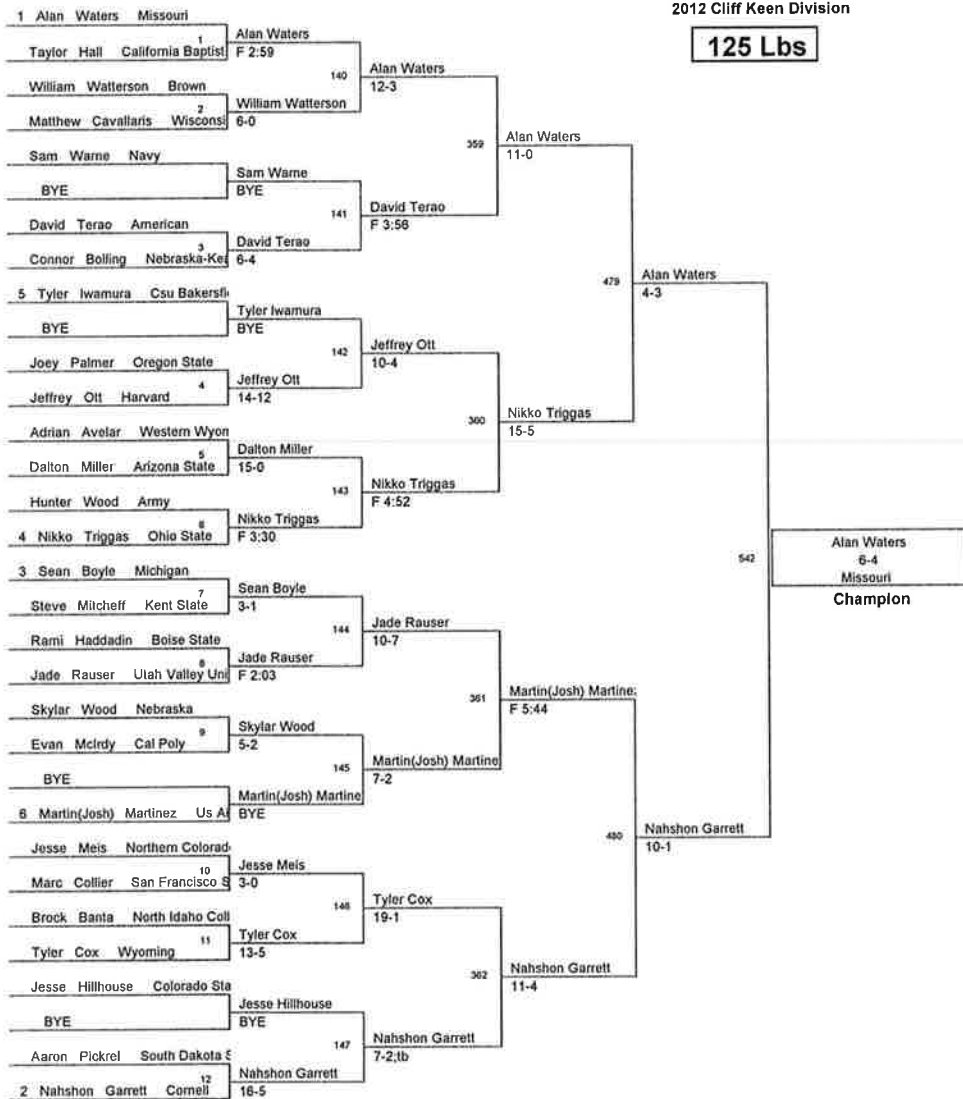 2012 Cliff Keen Division
125 Lbs
1 Alan Waters Missouri
1
Taylor Hall California Baptist
Alan Waters
F 2:59
140
William Watterson Brown
2
Matthew Cavallaris Wisconsi
William Watterson
6-0
Alan Waters
12-3
359
Sam Warne Navy
BYE
Sam Warne
BYE
141
David Terao American
3
Connor Bolling Nebraska-Kea
David Terao
6-4
David Terao
F 3:56
Alan Waters
11-0
479
5 Tyler Iwamura Csu Bakersfi
BYE
Tyler Iwamura
BYE
142
Joey Palmer Oregon State
4
Jeffrey Ott Harvard
Jeffrey Ott
14-12
Jeffrey Ott
10-4
360
Adrian Avelar Western Wyon
5
Dalton Miller Arizona State
Dalton Miller
15-0
143
Hunter Wood Army
6
4 Nikko Triggas Ohio State
Nikko Triggas
F 3:30
Nikko Triggas
F 4:52
Nikko Triggas
15-5
Alan Waters
4-3
542
Alan Waters
6-4
Missouri
Champion
3 Sean Boyle Michigan
7
Steve Mitcheff Kent State
Sean Boyle
3-1
144
Rami Haddadin Boise State
8
Jade Rauser Utah Valley Uni
Jade Rauser
F 2:03
Jade Rauser
10-7
361
Skylar Wood Nebraska
9
Evan McIrdy Cal Poly
Skylar Wood
5-2
145
BYE
6 Martin(Josh) Martinez Us Ai
Martin(Josh) Martine
BYE
Martin(Josh) Martine
7-2
Martin(Josh) Martine
F 5:44
480
Jesse Meis Northern Colorad
10
Marc Collier San Francisco S
Jesse Meis
3-0
146
Brock Banta North Idaho Coll
11
Tyler Cox Wyoming
Tyler Cox
13-5
Tyler Cox
19-1
362
Jesse Hillhouse Colorado Sta
BYE
Jesse Hillhouse
BYE
147
Aaron Pickrel South Dakota S
12
2 Nahshon Garrett Cornell
Nahshon Garrett
16-5
Nahshon Garrett
7-2;tb
Nahshon Garrett
11-4
Nahshon Garrett
10-1